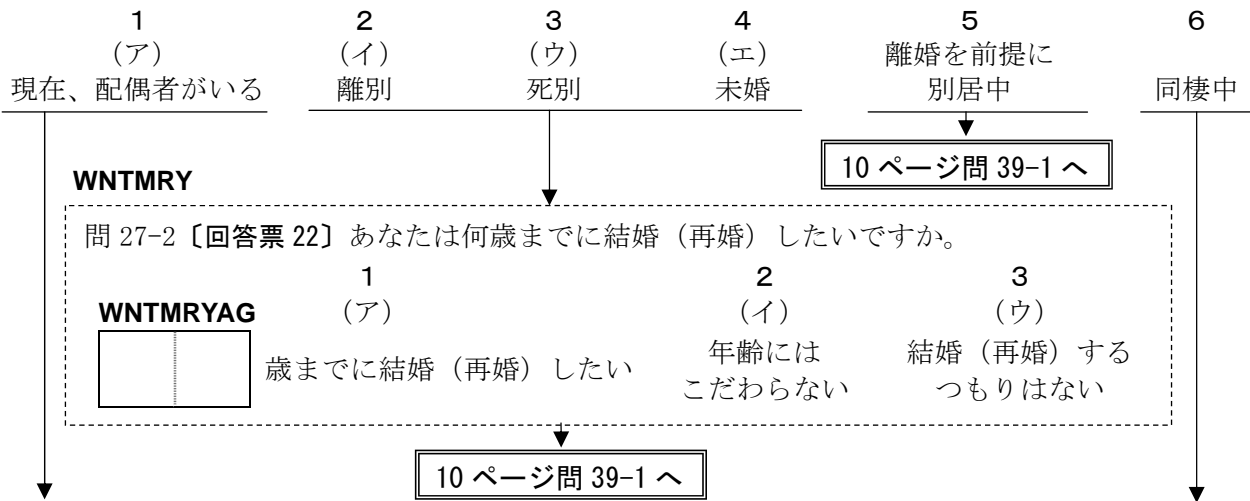 1 2 3 4 5 6
(ア) (イ) (ウ) (エ) 離婚を前提に
現在、配偶者がいる 離別 死別 未婚 別居中 同棲中
10 ページ問 39-1 へ
WNTMRY
問 27-2〔回答票 22〕あなたは何歳までに結婚（再婚）したいですか。
1 2 3
WNTMRYAG (ア) (イ) (ウ)
歳までに結婚（再婚）したい 年齢には こだわらない 結婚（再婚）する つもりはない
10 ページ問 39-1 へ